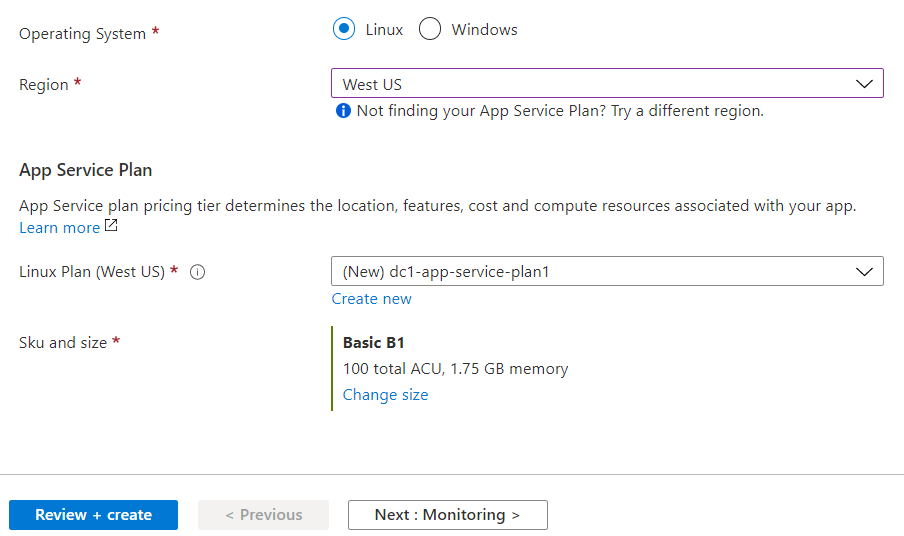 Operating System * Linux Windows
Region * West US
Not finding your App Service Plan? Try a different region.
App Service Plan
App Service plan pricing tier determines the location, features, cost and compute resources associated with your app.
Learn more
Linux Plan (West US) * (New) dc1-app-service-plan1
Create new
Sku and size * Basic B1
100 total ACU, 1.75 GB memory
Change size
Review + create < Previous Next : Monitoring >